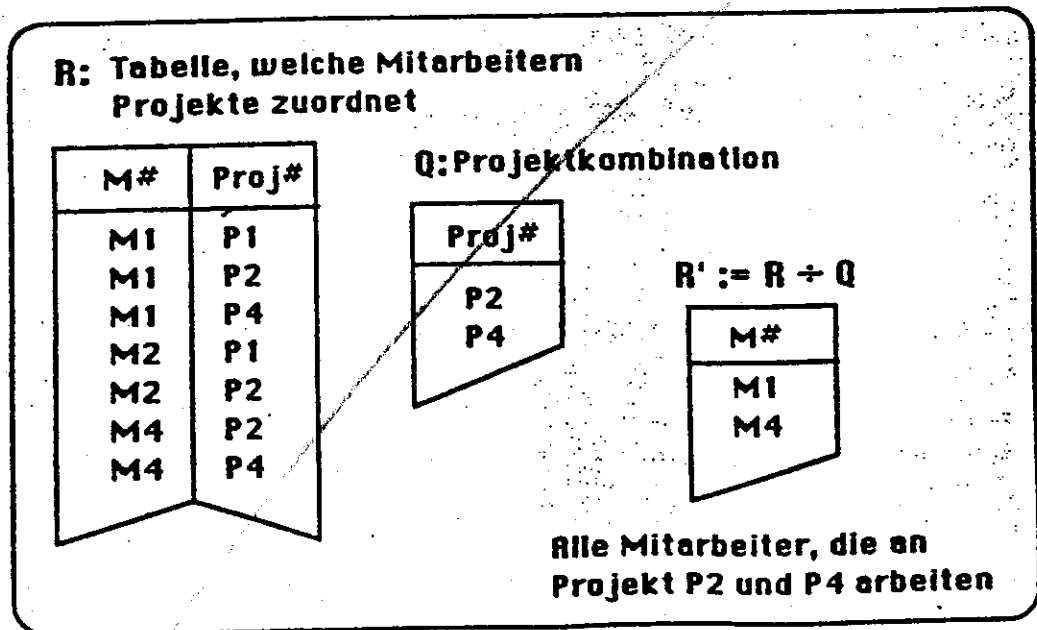 R: Tabelle, welche Mitarbeitern
Projekte zuordnet
M# Proj#
M1 P1
M1 P2
M1 P4
M2 P1
M2 P2
M4 P2
M4 P4
Q: Projektkombination
Proj#
P2
P4
R' := R ÷ Q
M#
M1
M4
Alle Mitarbeiter, die an
Projekt P2 und P4 arbeiten